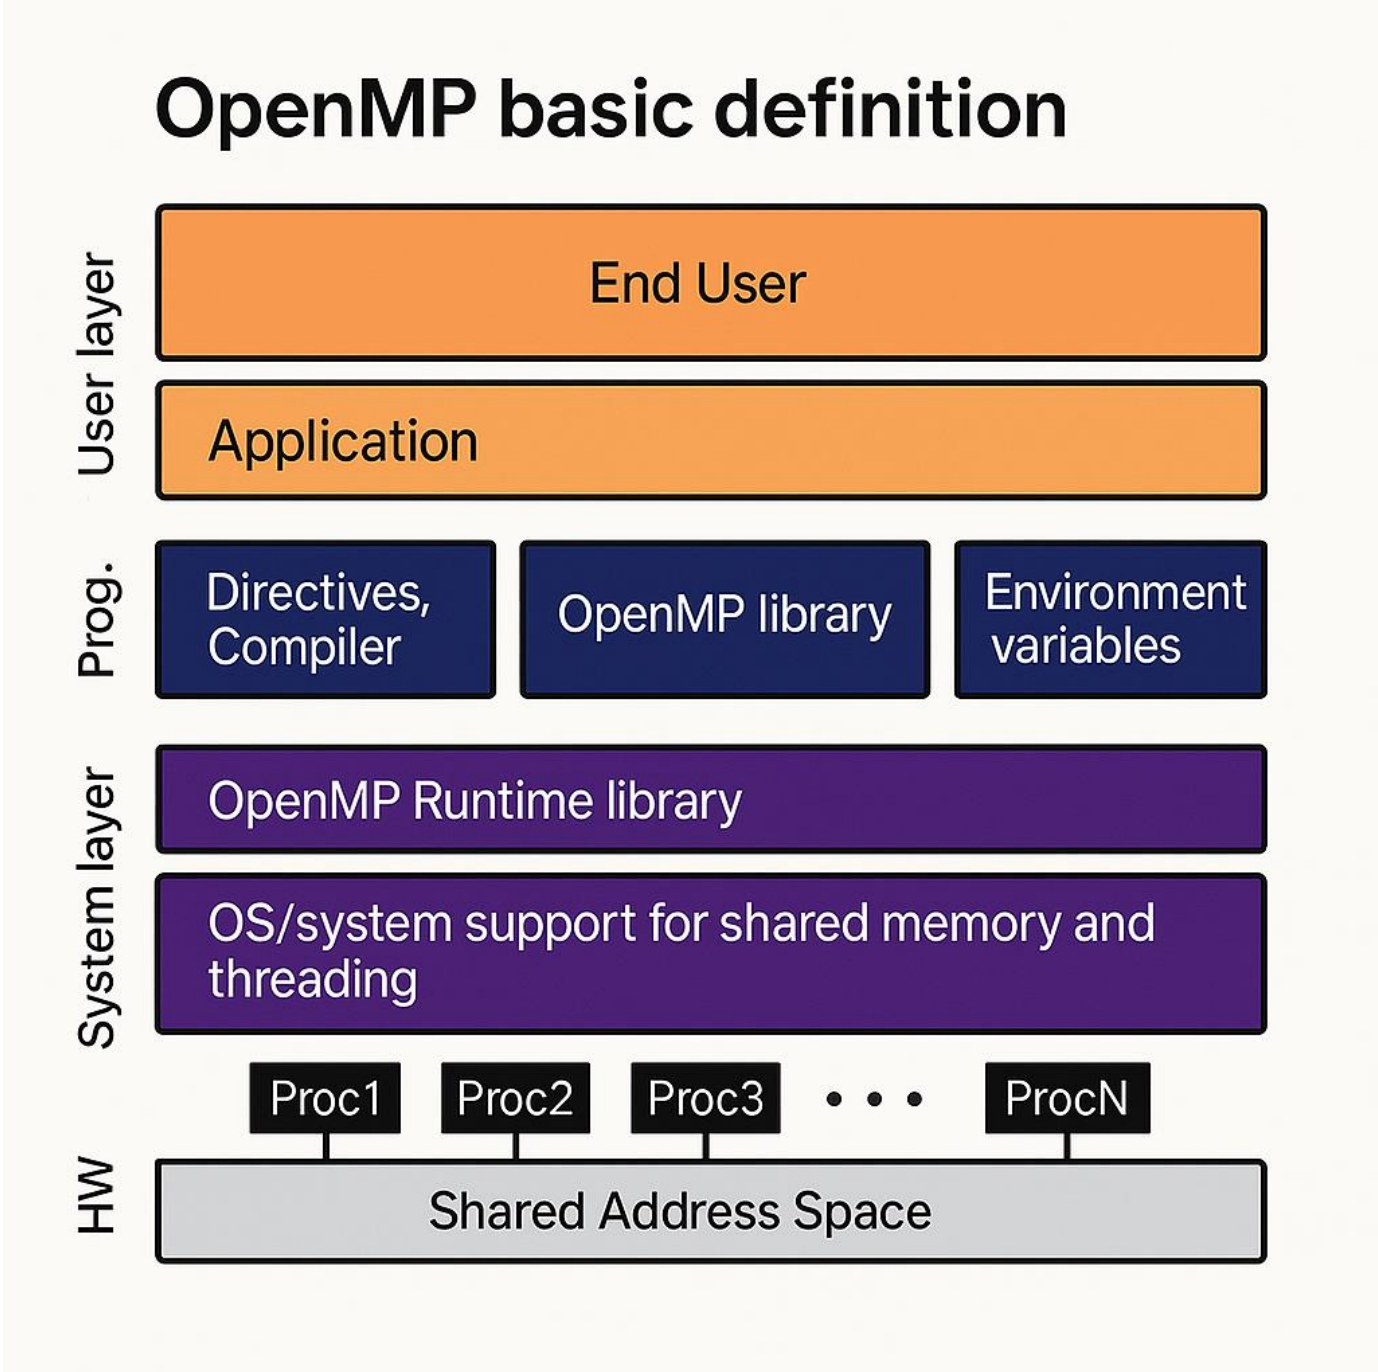 OpenMP basic definition
User layer
End User
Application
Prog.
Directives,
Compiler
OpenMP library
Environment
variables
System layer
OpenMP Runtime library
OS/system support for shared memory and
threading
HW
Proc1 Proc2 Proc3 • • • ProcN
Shared Address Space